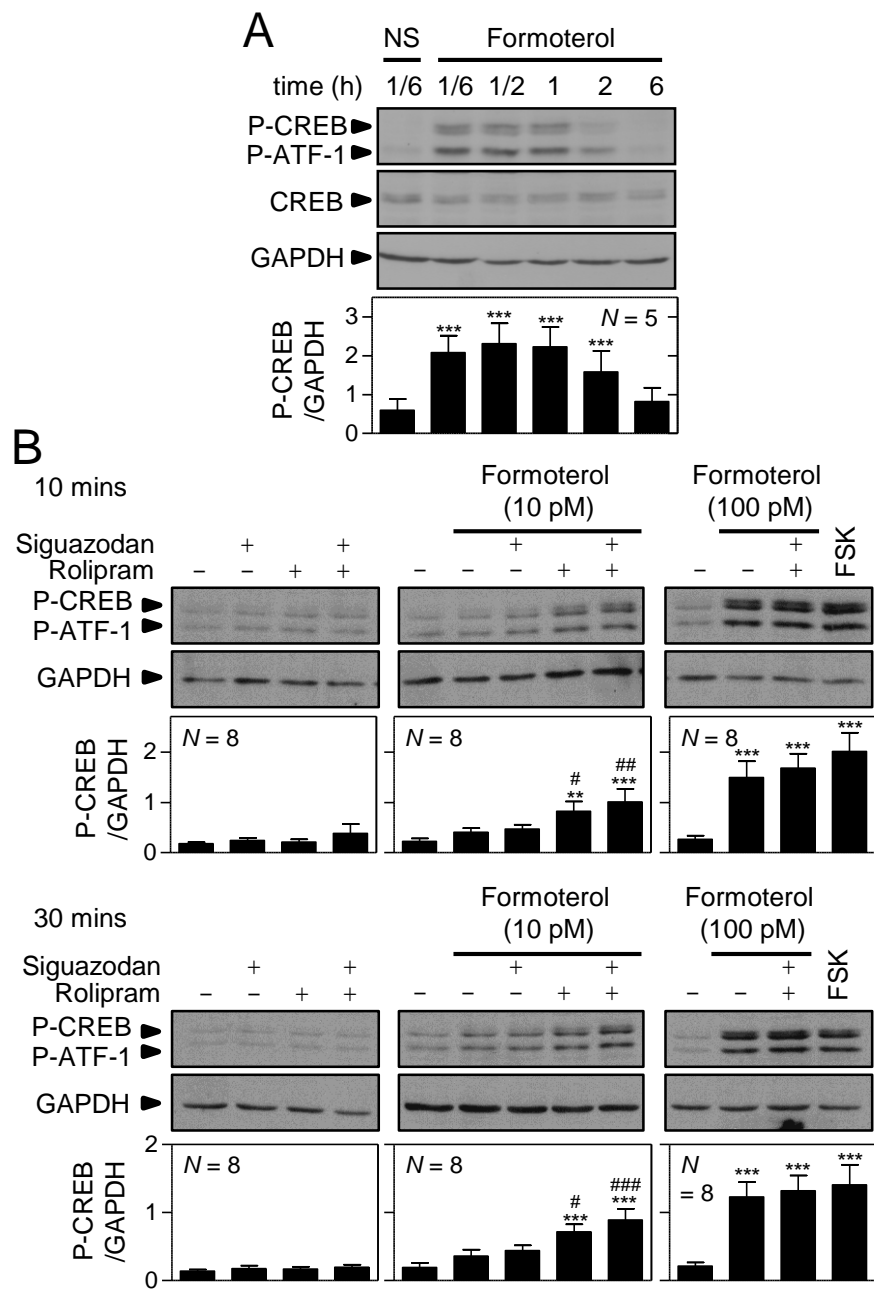 A
NS Formoterol
time (h) 1/6 1/6 1/2 1 2 6
P-CREB
P-ATF-1
CREB
GAPDH
P-CREB
/GAPDH
3
2
1
0
*** *** *** ***
N = 5
B
10 mins
Formoterol
(10 pM)
Formoterol
(100 pM)
FSK
Siguazodan + + + + +
Rolipram – – + + – – – + + – – +
P-CREB
P-ATF-1
GAPDH
P-CREB
/GAPDH
2
1
0
N = 8
N = 8
# ##
** ***
N = 8
*** *** ***
30 mins
Formoterol
(10 pM)
Formoterol
(100 pM)
FSK
Siguazodan + + + + +
Rolipram – – + + – – – + + – – +
P-CREB
P-ATF-1
GAPDH
P-CREB
/GAPDH
2
1
0
N = 8
N = 8
# ###
*** ***
N
= 8
*** *** ***